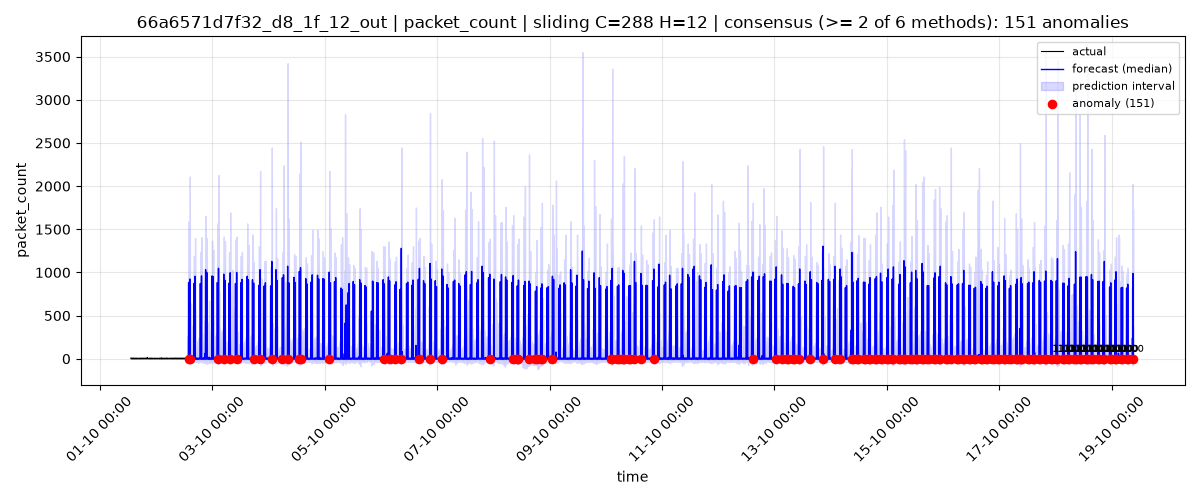 66a6571d7f32_d8_1f_12_out | packet_count | sliding C=288 H=12 | consensus (>= 2 of 6 methods): 151 anomalies
actual
forecast (median)
prediction interval
anomaly (151)
packet_count
3500
3000
2500
2000
1500
1000
500
0
01-10 00:00
03-10 00:00
05-10 00:00
07-10 00:00
09-10 00:00
11-10 00:00
13-10 00:00
15-10 00:00
17-10 00:00
19-10 00:00
time